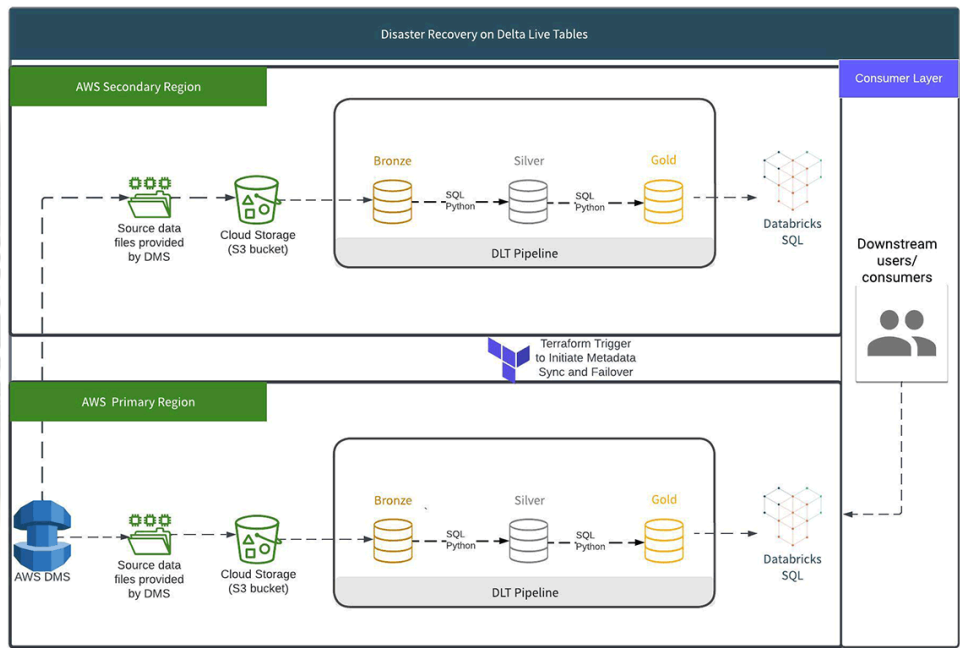 Disaster Recovery on Delta Live Tables
AWS Secondary Region
Consumer Layer
Bronze
Silver
Gold
SQL
Python
SQL
Python
Source data
files provided
by DMS
Cloud Storage
(S3 bucket)
DLT Pipeline
Databricks
SQL
Downstream
users/
consumers
Terraform Trigger
to Initiate Metadata
Sync and Failover
AWS  Primary Region
Bronze
Silver
Gold
SQL
Python
SQL
Python
AWS DMS
Source data
files provided
by DMS
Cloud Storage
(S3 bucket)
DLT Pipeline
Databricks
SQL